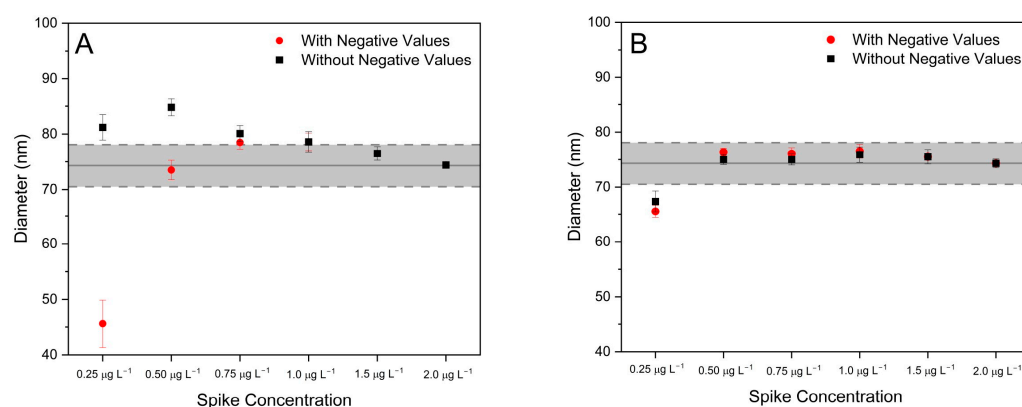 A
With Negative Values
Without Negative Values
100
90
80
70
60
50
40
Diameter (nm)
0.25 µg L⁻¹ 0.50 µg L⁻¹ 0.75 µg L⁻¹ 1.0 µg L⁻¹ 1.5 µg L⁻¹ 2.0 µg L⁻¹
Spike Concentration
B
With Negative Values
Without Negative Values
100
90
80
70
60
50
40
Diameter (nm)
0.25 µg L⁻¹ 0.50 µg L⁻¹ 0.75 µg L⁻¹ 1.0 µg L⁻¹ 1.5 µg L⁻¹ 2.0 µg L⁻¹
Spike Concentration